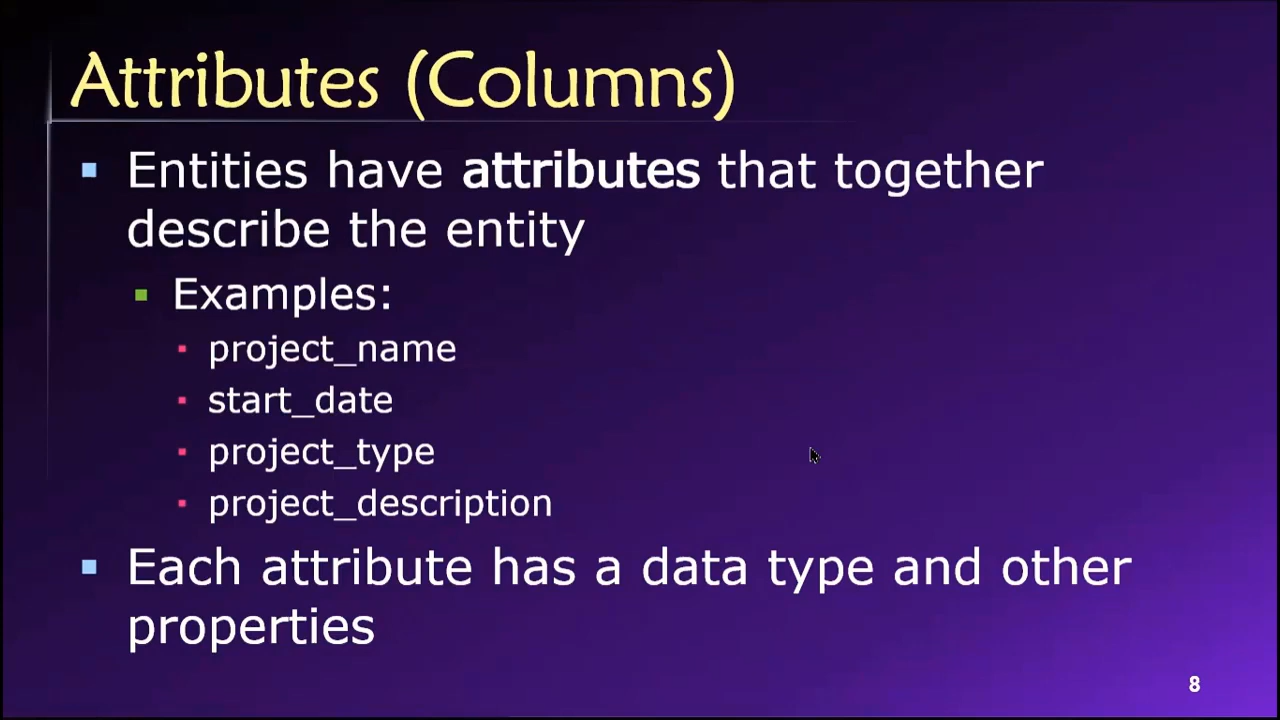 Attributes (Columns)
Entities have attributes that together
describe the entity
Examples:
project_name
start_date
project_type
project_description
Each attribute has a data type and other
properties
8